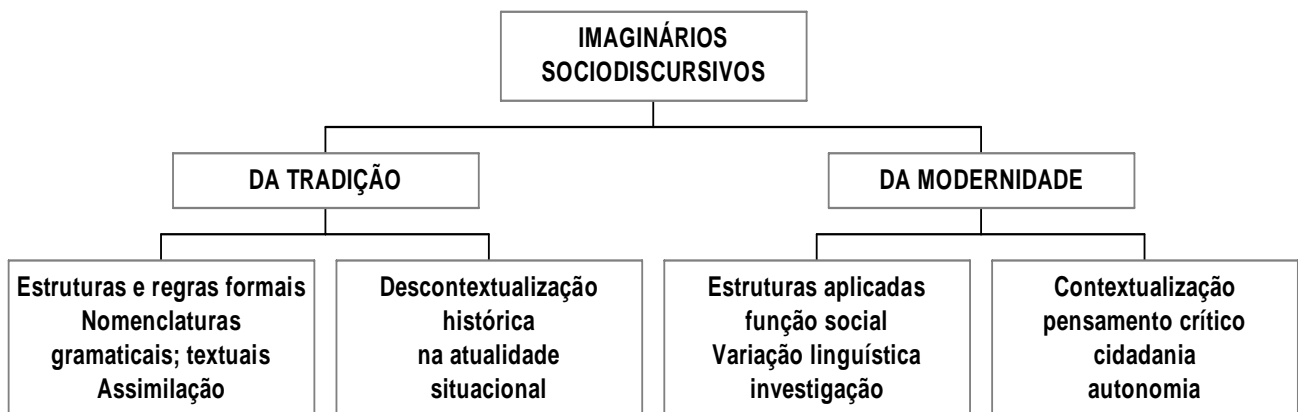 IMAGINÁRIOS
SOCIODISCURSIVOS
DA TRADIÇÃO
DA MODERNIDADE
Estruturas e regras formais
Nomenclaturas
gramaticais; textuais
Assimilação
Descontextualização
histórica
na atualidade
situacional
Estruturas aplicadas
função social
Variação linguística
investigação
Contextualização
pensamento crítico
cidadania
autonomia